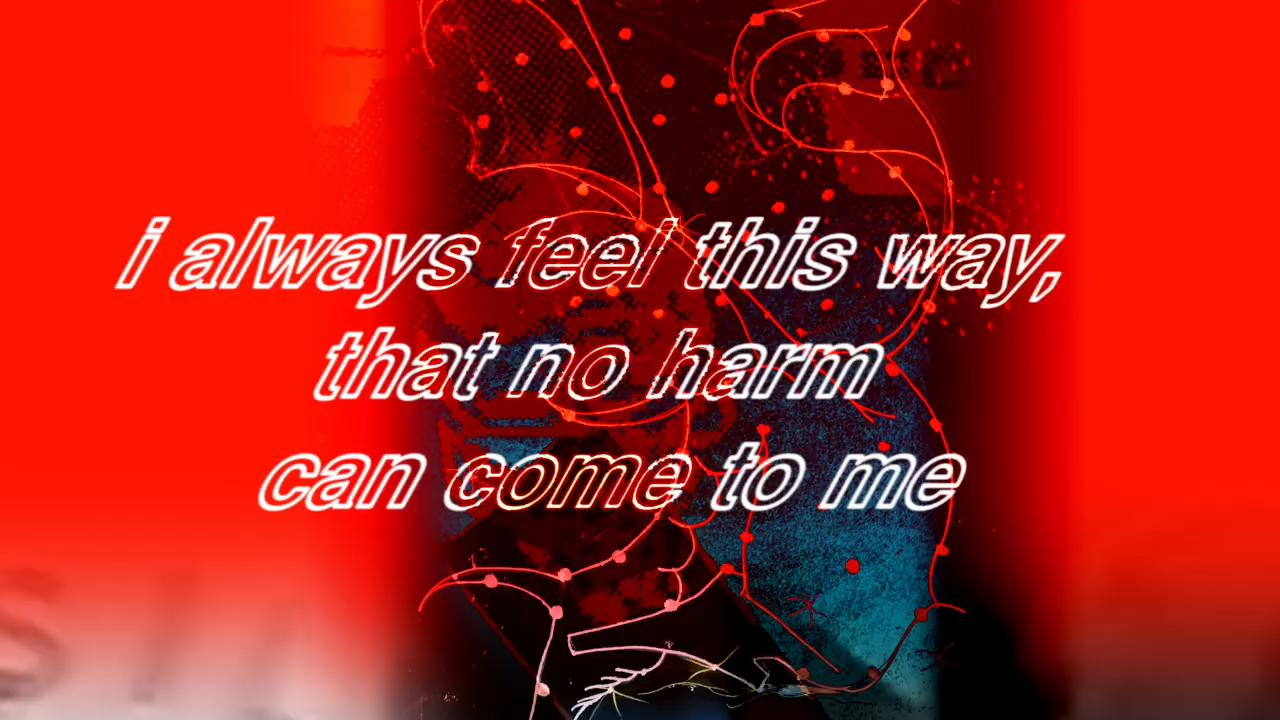 i always feel this way,
that no harm
can come to me